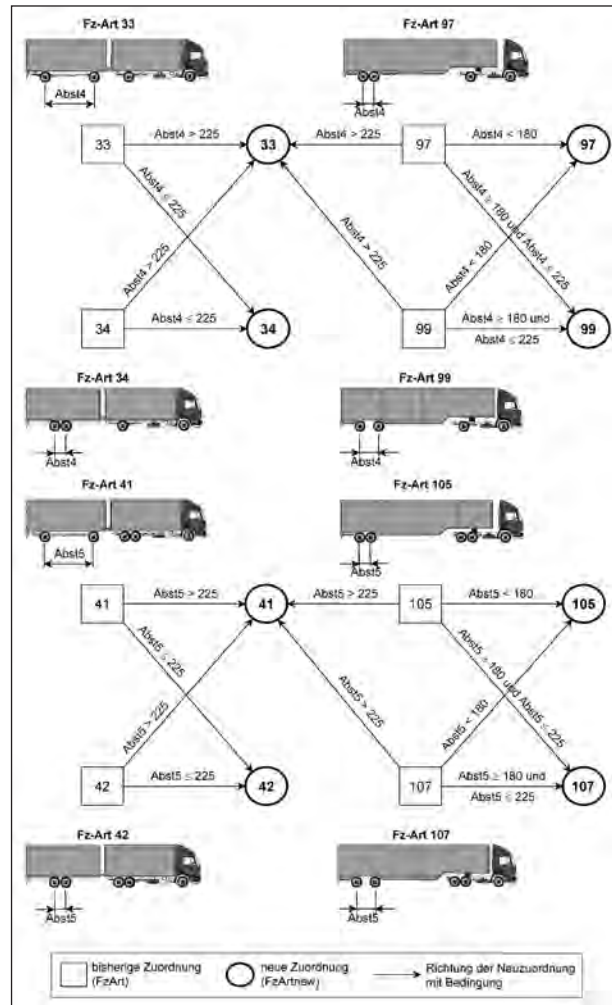 Fz-Art 33 Fz-Art 97
Abst4 Abst4
33 Abst4 > 225 33 Abst4 > 225 97 Abst4 < 180 97
Abst4 ≤ 225 Abst4 ≥ 180 und Abst4 ≤ 225
Abst4 > 225 Abst4 > 225 Abst4 < 180
34 Abst4 ≤ 225 34 99 Abst4 ≥ 180 und 99
Abst4 ≤ 225
Fz-Art 34 Fz-Art 99
Abst4 Abst4
Fz-Art 41 Fz-Art 105
Abst5 Abst5
41 Abst5 > 225 41 Abst5 > 225 105 Abst5 < 180 105
Abst5 ≤ 225 Abst5 ≥ 180 und Abst5 ≤ 225
Abst5 > 225 Abst5 > 225 Abst5 < 180
42 Abst5 ≤ 225 42 107 Abst5 ≥ 180 und 107
Abst5 ≤ 225
Fz-Art 42 Fz-Art 107
Abst5 Abst5
bisherige Zuordnung neue Zuordnung Richtung der Neuzuordnung
(FzArt) (FzArtnew) mit Bedingung